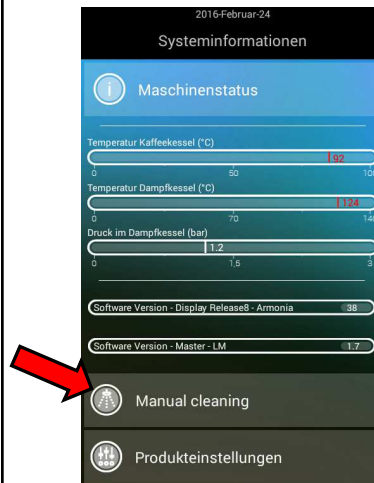 2016-Februar-24
Systeminformationen
Maschinenstatus
Temperatur Kaffeekessel (°C)
92
0 50 100
Temperatur Dampfkessel (°C)
124
0 70 140
Druck im Dampfkessel (bar)
1.2
0 1,5 3
Software Version - Display Release8 - Armonia 38
Software Version - Master - LM 1.7
Manual cleaning
Produkteinstellungen